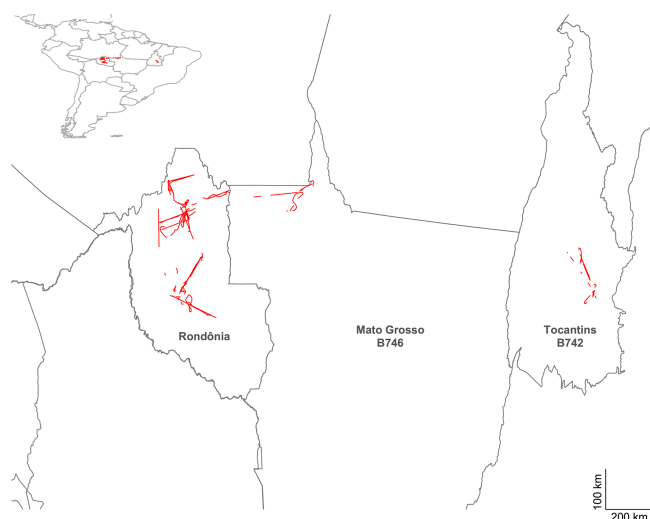 Rondônia
Mato Grosso
B746
Tocantins
B742
100 km
200 km